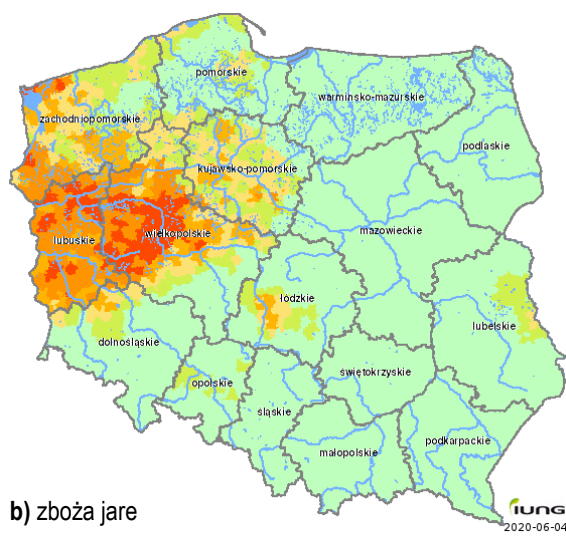 pomorskie
warmińsko-mazurskie
zachodniopomorskie
podlaskie
kujawsko-pomorskie
mazowieckie
wielkopolskie
lubuskie
łódzkie
lubelskie
dolnośląskie
opolskie
świętokrzyskie
śląskie
podkarpackie
małopolskie
b) zboża jare
IUNG
2020-06-04